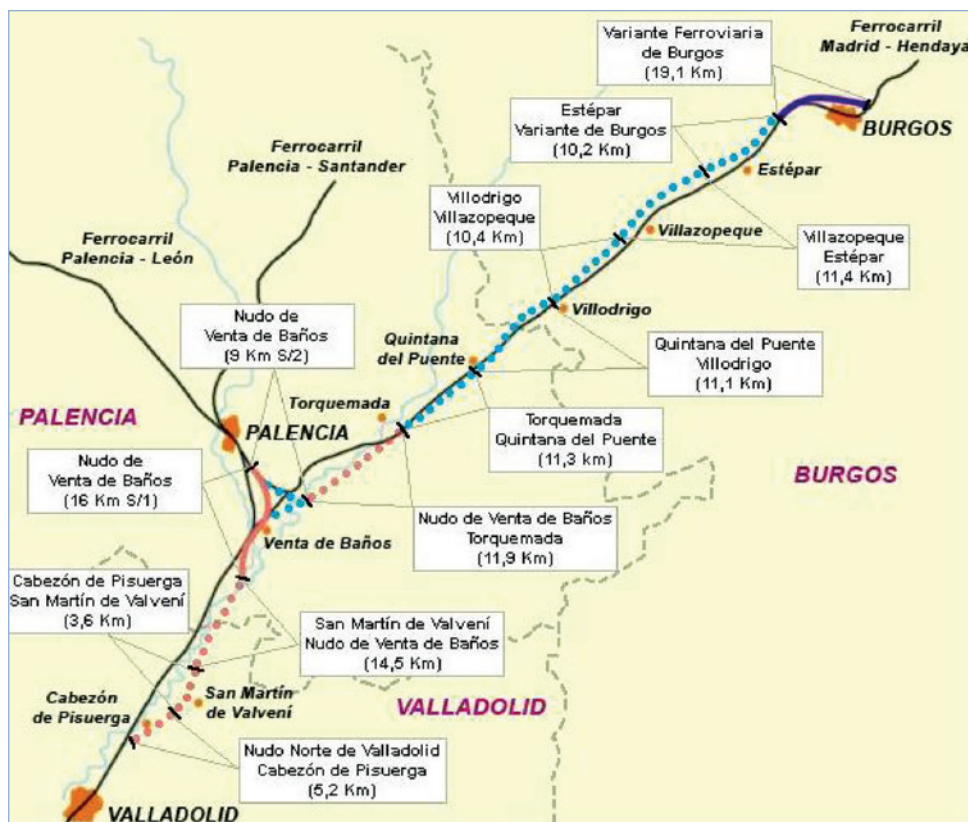 Variante Ferroviaria
de Burgos
(19,1 Km)
Ferrocarril
Madrid - Hendaya
BURGOS
Estépar
Variante de Burgos
(10,2 Km)
Estépar
Ferrocarril
Palencia - Santander
Villodrigo
Villazopeque
(10,4 Km)
Villazopeque
Villazopeque
Estépar
(11,4 Km)
Ferrocarril
Palencia - León
Nudo de
Venta de Baños
(9 Km S/2)
Villodrigo
Quintana
del Puente
Quintana del Puente
Villodrigo
(11,1 Km)
PALENCIA
Torquemada
PALENCIA
Torquemada
Quintana del Puente
(11,3 km)
BURGOS
Nudo de
Venta de Baños
(16 Km S/1)
Venta de Baños
Nudo de Venta de Baños
Torquemada
(11,9 Km)
Cabezón de Pisuerga
San Martín de Valvení
(3,6 Km)
San Martín de Valvení
Nudo de Venta de Baños
(14,5 Km)
Cabezón
de Pisuerga
San Martín
de Valvení
VALLADOLID
Nudo Norte de Valladolid
Cabezón de Pisuerga
(5,2 Km)
VALLADOLID